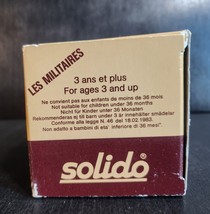 LES MILITAIRES
3 ans et plus
For ages 3 and up
Ne convient pas aux enfants de moins de 36 mois
Not suitable for children under 36 months
Nicht für Kinder unter 36 Monaten
Rekommenderas ej till barn under 3 år innehåller smådeler
Conforme alla legge N. 46 del 18.02.1983.
Non adatto a bambini di eta' inferiore di 36 mesi".
solido